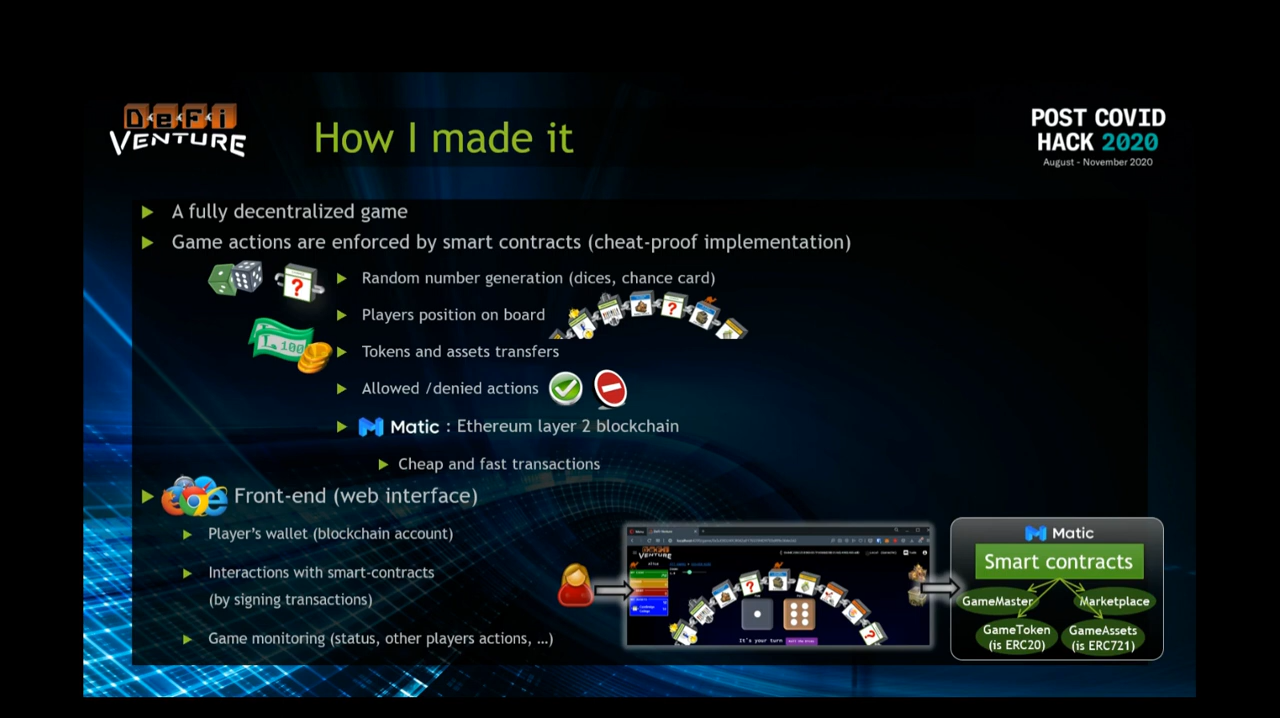 DeFi
VENTURE
How I made it
POST COVID
HACK 2020
August - November 2020
A fully decentralized game
Game actions are enforced by smart contracts (cheat-proof implementation)
Random number generation (dices, chance card)
Players position on board
100
Tokens and assets transfers
Allowed /denied actions
Matic : Ethereum layer 2 blockchain
Cheap and fast transactions
Front-end (web interface)
Player's wallet (blockchain account)
Interactions with smart-contracts
(by signing transactions)
Game monitoring (status, other players actions, ...)
VENTURE
It's your turn
Matic
Smart contracts
GameMaster
Marketplace
GameToken
(is ERC20)
GameAssets
(is ERC721)